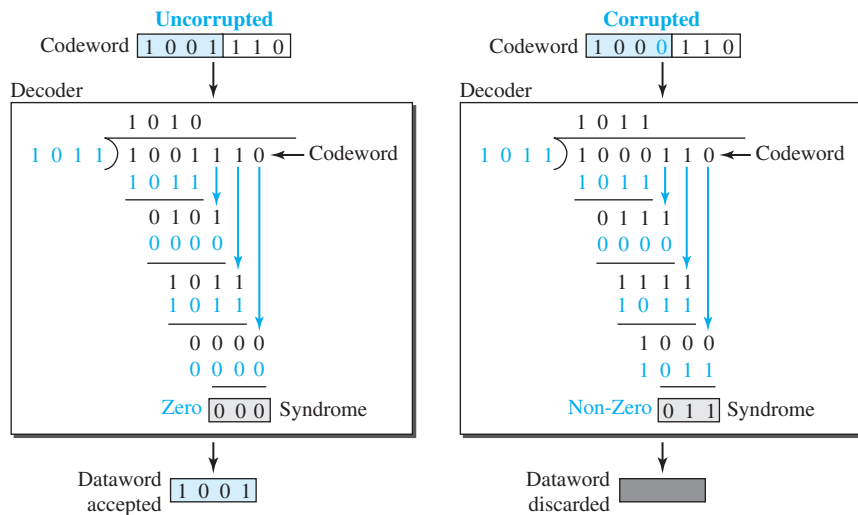 Uncorrupted
Codeword 1 0 0 1 1 1 0
Decoder
1 0 1 0
1 0 1 1 1 0 0 1 1 1 0 Codeword
1 0 1 1
0 1 0 1
0 0 0 0
1 0 1 1
1 0 1 1
0 0 0 0
0 0 0 0
Zero 0 0 0 Syndrome
Dataword
accepted 1 0 0 1
Corrupted
Codeword 1 0 0 0 1 1 0
Decoder
1 0 1 1
1 0 1 1 1 0 0 0 1 1 0 Codeword
1 0 1 1
0 1 1 1
0 0 0 0
1 1 1 1
1 0 1 1
1 0 0 0
1 0 1 1
Non-Zero 0 1 1 Syndrome
Dataword
discarded